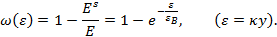 ω(ε) = 1 − E^s/E = 1 − e^(−ε/ε_B), (ε = κy).